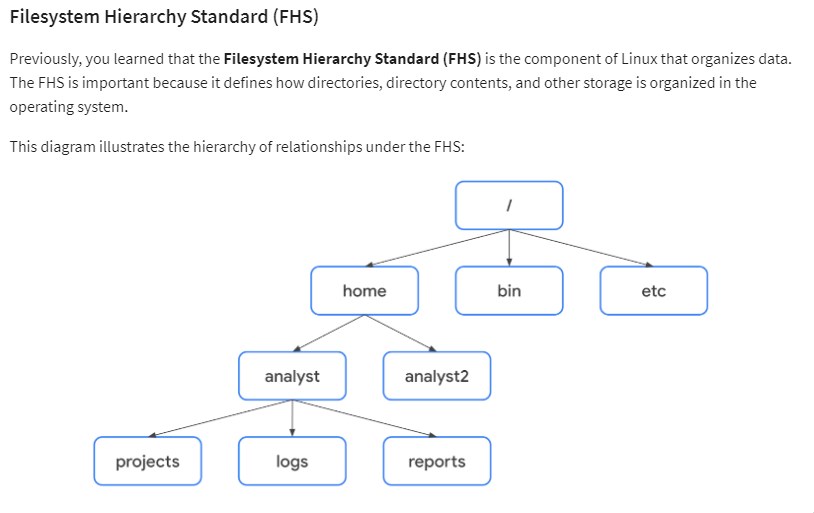 Filesystem Hierarchy Standard (FHS)
Previously, you learned that the Filesystem Hierarchy Standard (FHS) is the component of Linux that organizes data.
The FHS is important because it defines how directories, directory contents, and other storage is organized in the
operating system.
This diagram illustrates the hierarchy of relationships under the FHS:
/
home
bin
etc
analyst
analyst2
projects
logs
reports